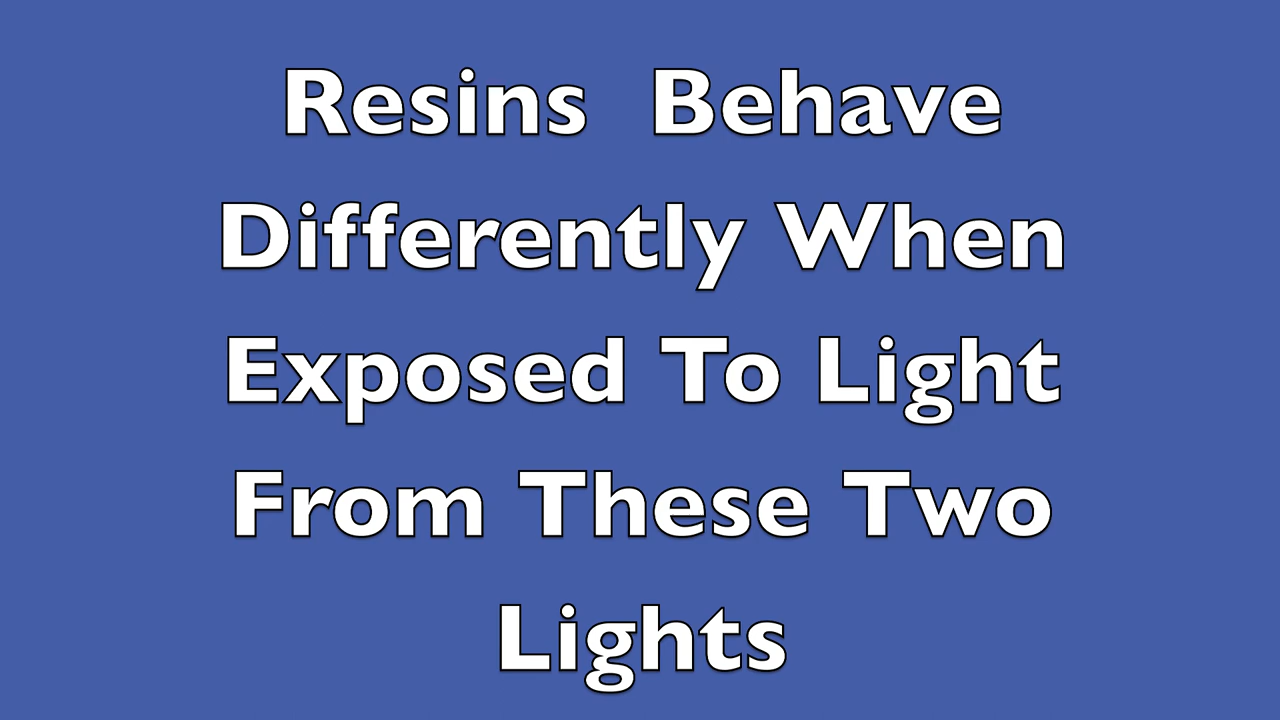 Resins  Behave
Differently When
Exposed To Light
From These Two
Lights